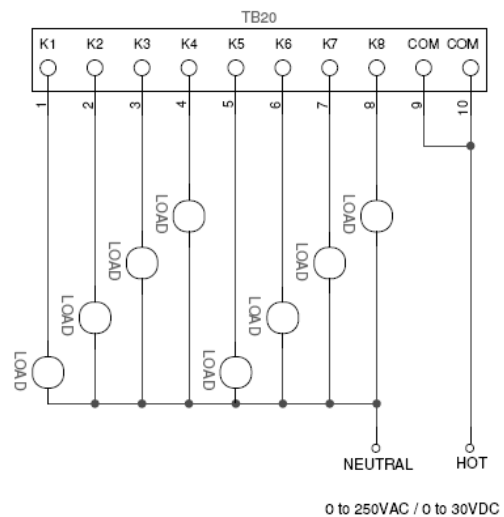 TB20
K1 K2 K3 K4 K5 K6 K7 K8 COM COM
1 2 3 4 5 6 7 8 9 10
LOAD LOAD
LOAD LOAD
LOAD LOAD
LOAD LOAD
NEUTRAL HOT
0 to 250VAC / 0 to 30VDC